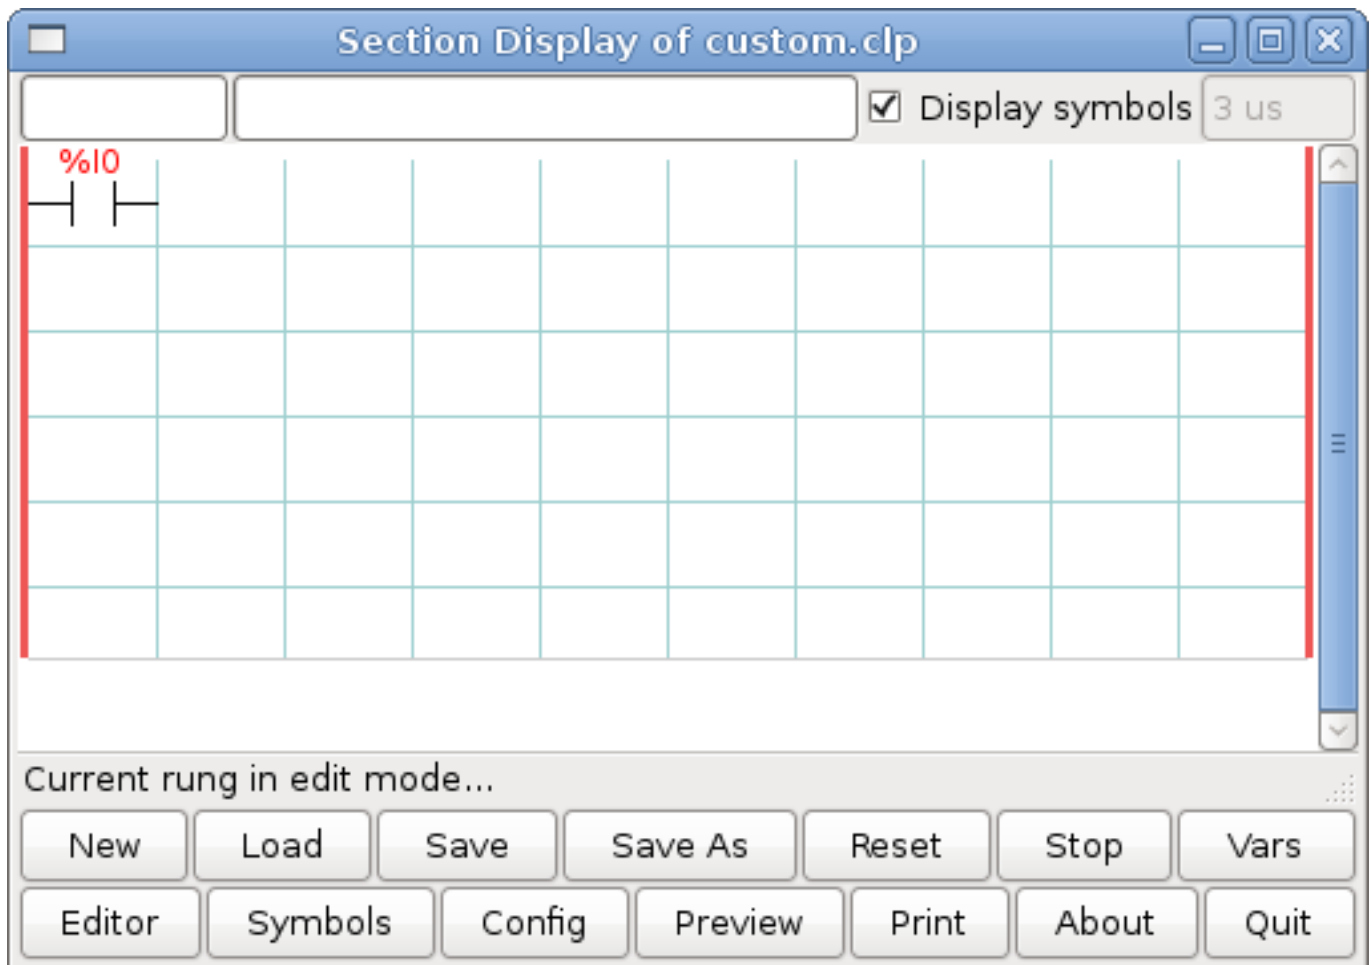 Section Display of custom.clp
Display symbols 3 us
%I0
Current rung in edit mode...
New Load Save Save As Reset Stop Vars
Editor Symbols Config Preview Print About Quit